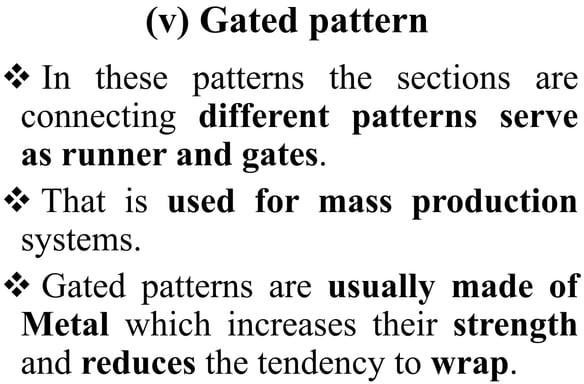 (v) Gated pattern
❖ In these patterns the sections are
connecting different patterns serve
as runner and gates.
❖ That is used for mass production
systems.
❖ Gated patterns are usually made of
Metal which increases their strength
and reduces the tendency to wrap.